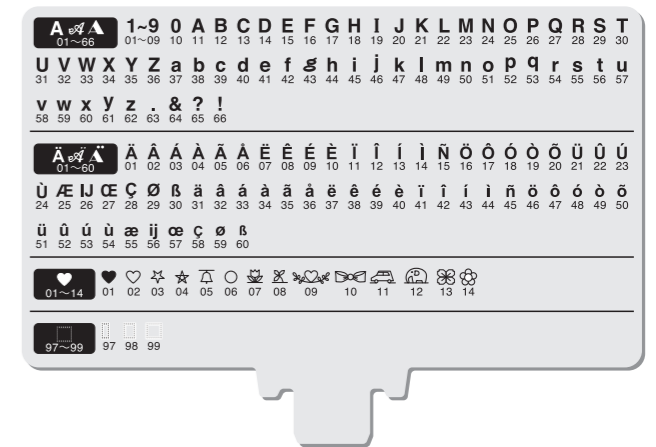 A A A 1~9 0 A B C D E F G H I J K L M N O P Q R S T
01~66 01~09 10 11 12 13 14 15 16 17 18 19 20 21 22 23 24 25 26 27 28 29 30
U V W X Y Z a b c d e f g h i j k l m n o p q r s t u
31 32 33 34 35 36 37 38 39 40 41 42 43 44 45 46 47 48 49 50 51 52 53 54 55 56 57
v w x y z . & ? !
58 59 60 61 62 63 64 65 66
Ä Ä Ä Ä Â Á À Ã Å Ë Ê É È Ï Î Í Ì Ñ Ö Ô Ó Ò Õ Ü Û Ú
01~60 01 02 03 04 05 06 07 08 09 10 11 12 13 14 15 16 17 18 19 20 21 22 23
Ù Æ IJ Œ Ç Ø ß ä â á à ã å ë ê é è ï î í ì ñ ö ô ó ò õ
24 25 26 27 28 29 30 31 32 33 34 35 36 37 38 39 40 41 42 43 44 45 46 47 48 49 50
ü û ú ù æ ij œ ç ø ß
51 52 53 54 55 56 57 58 59 60
01~14 01 02 03 04 05 06 07 08 09 10 11 12 13 14
97~99 97 98 99